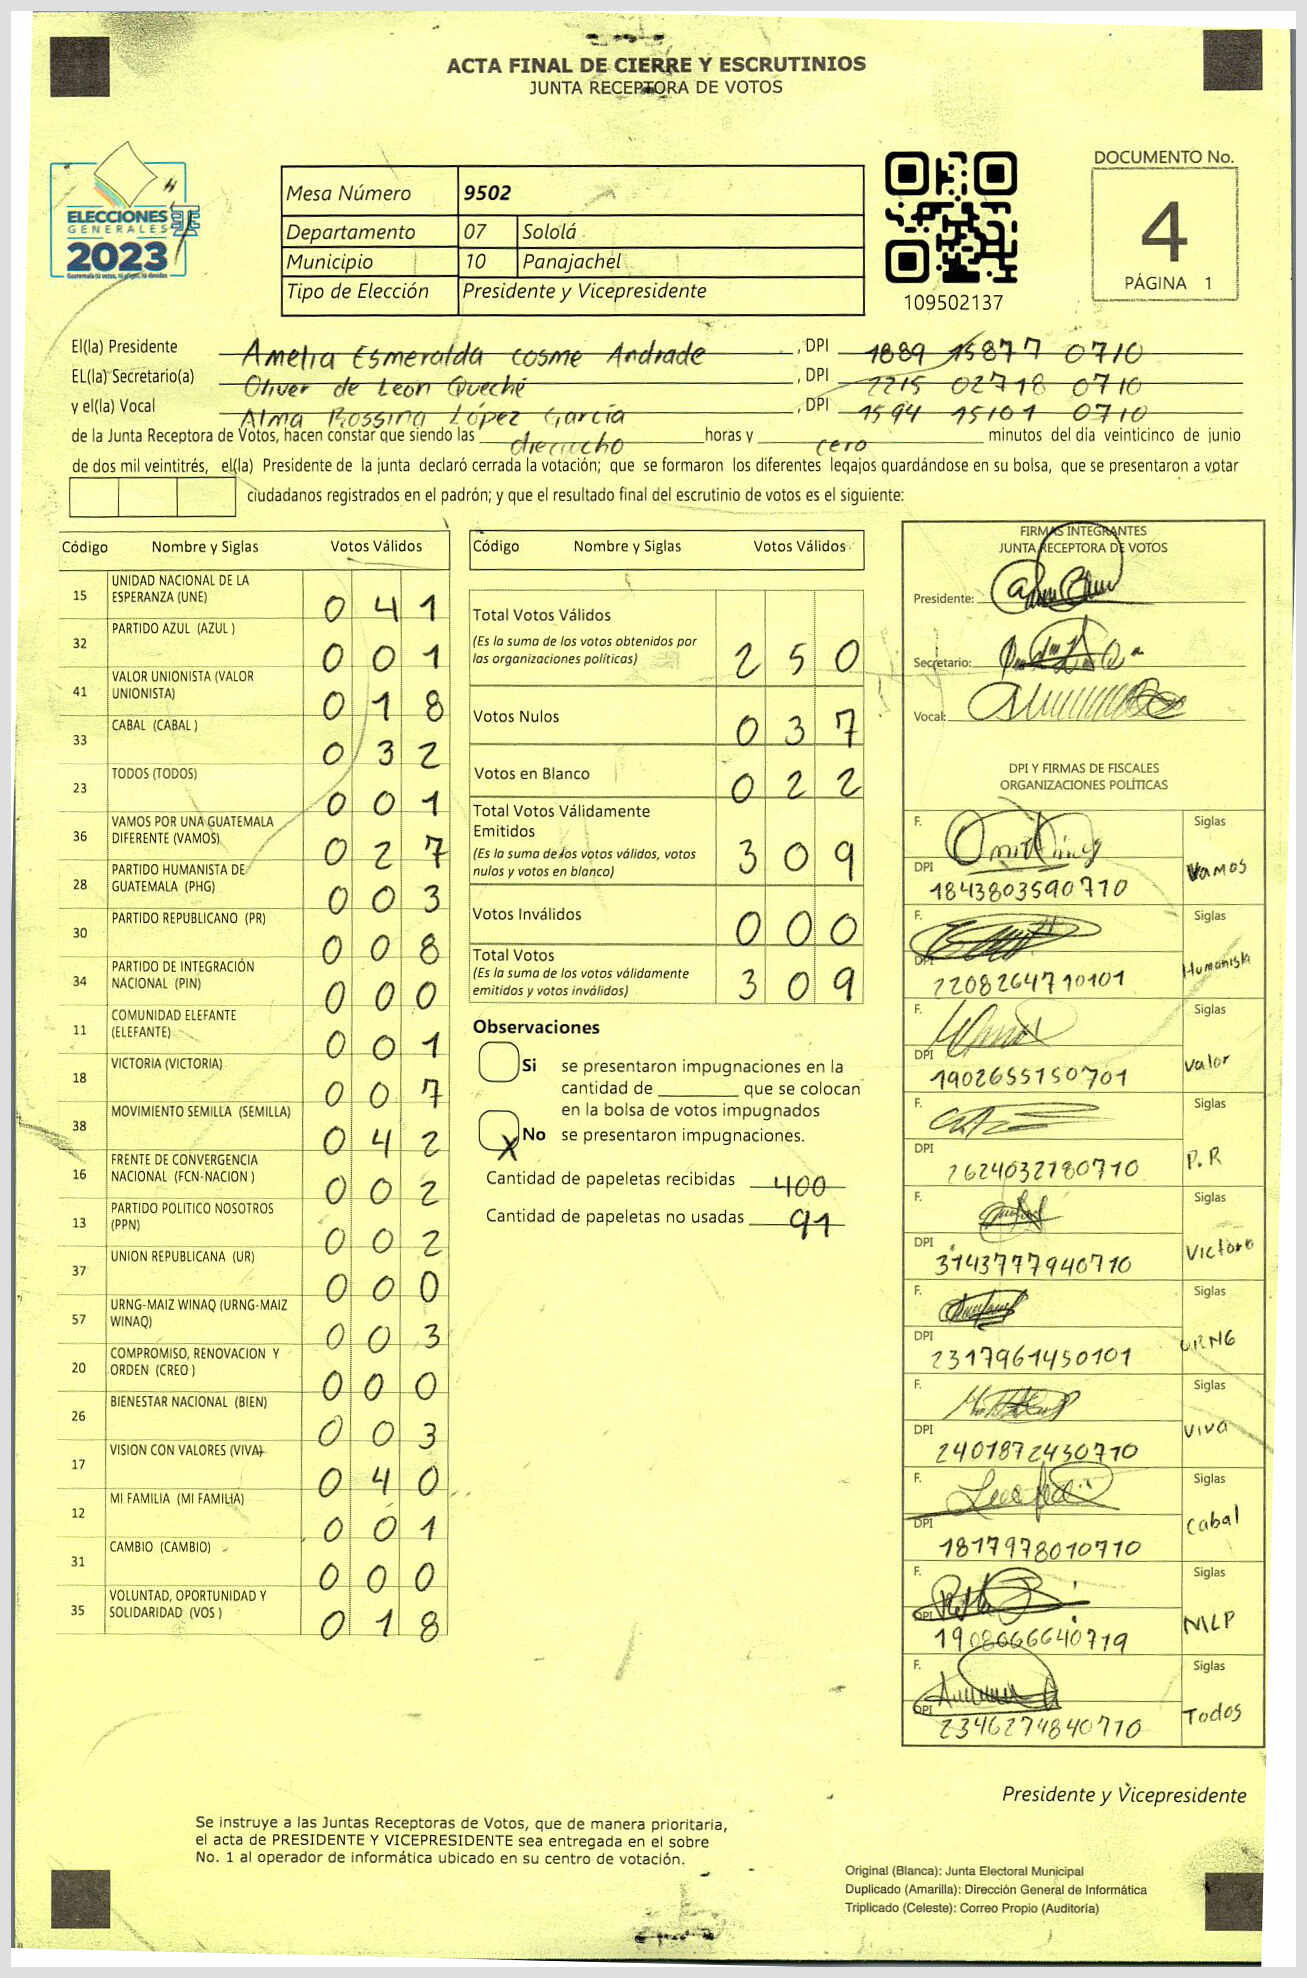 ACTA FINAL DE CIERRE Y ESCRUTINIOS
JUNTA RECEPTORA DE VOTOS
ELECCIONES
GENERALES
2023
Mesa Número 9502
Departamento 07 Sololá
Municipio 10 Panajachel
Tipo de Elección Presidente y Vicepresidente
109502137
DOCUMENTO No.
4
PÁGINA 1
El(la) Presidente Amelia Esmeralda Cosme Andrade, DPI 1889 15877 0710
EL(la) Secretario(a) Oliver de Leon Queché, DPI 2215 02718 0710
y el(la) Vocal Alma Rossina López García, DPI 1594 15101 0710
de la Junta Receptora de Votos, hacen constar que siendo las dieciocho horas y cero minutos del día veinticinco de junio
de dos mil veintitrés, el(la) Presidente de la junta declaró cerrada la votación; que se formaron los diferentes legajos guardándose en su bolsa, que se presentaron a votar
ciudadanos registrados en el padrón; y que el resultado final del escrutinio de votos es el siguiente:
Código Nombre y Siglas Votos Válidos
15 UNIDAD NACIONAL DE LA ESPERANZA (UNE) 0 4 1
32 PARTIDO AZUL (AZUL ) 0 0 1
41 VALOR UNIONISTA (VALOR UNIONISTA) 0 1 8
33 CABAL (CABAL ) 0 3 2
23 TODOS (TODOS) 0 0 1
36 VAMOS POR UNA GUATEMALA DIFERENTE (VAMOS) 0 2 7
28 PARTIDO HUMANISTA DE GUATEMALA (PHG) 0 0 3
30 PARTIDO REPUBLICANO (PR) 0 0 8
34 PARTIDO DE INTEGRACIÓN NACIONAL (PIN) 0 0 0
11 COMUNIDAD ELEFANTE (ELEFANTE) 0 0 1
18 VICTORIA (VICTORIA) 0 0 7
38 MOVIMIENTO SEMILLA (SEMILLA) 0 4 2
16 FRENTE DE CONVERGENCIA NACIONAL (FCN-NACION ) 0 0 2
13 PARTIDO POLITICO NOSOTROS (PPN) 0 0 2
37 UNION REPUBLICANA (UR) 0 0 0
57 URNG-MAIZ WINAQ (URNG-MAIZ WINAQ) 0 0 3
20 COMPROMISO, RENOVACION Y ORDEN (CREO ) 0 0 0
26 BIENESTAR NACIONAL (BIEN) 0 0 3
17 VISION CON VALORES (VIVA) 0 4 0
12 MI FAMILIA (MI FAMILIA) 0 0 1
31 CAMBIO (CAMBIO) 0 0 0
35 VOLUNTAD, OPORTUNIDAD Y SOLIDARIDAD (VOS ) 0 1 8
Código Nombre y Siglas Votos Válidos
Total Votos Válidos
(Es la suma de los votos obtenidos por
las organizaciones políticas) 2 5 0
Votos Nulos 0 3 7
Votos en Blanco 0 2 2
Total Votos Válidamente
Emitidos
(Es la suma de los votos válidos, votos
nulos y votos en blanco) 3 0 9
Votos Inválidos 0 0 0
Total Votos
(Es la suma de los votos válidamente
emitidos y votos inválidos) 3 0 9
Observaciones
Si se presentaron impugnaciones en la
cantidad de ________ que se colocan
en la bolsa de votos impugnados
X No se presentaron impugnaciones.
Cantidad de papeletas recibidas 400
Cantidad de papeletas no usadas 91
FIRMAS INTEGRANTES
JUNTA RECEPTORA DE VOTOS
Presidente:
Secretario:
Vocal:
DPI Y FIRMAS DE FISCALES
ORGANIZACIONES POLÍTICAS
F. Siglas
DPI 1843803590710 Vamos
F. Siglas
DPI 2208264710101 Humanista
F. Siglas
DPI 1902655150701 Valor
F. Siglas
DPI 2624032180710 P.R
F. Siglas
DPI 3143777940710 Victoria
F. Siglas
DPI 2317961450101 URNG
F. Siglas
DPI 2401872430710 Viva
F. Siglas
DPI 1817978010710 Cabal
F. Siglas
DPI 1908666640719 MLP
F. Siglas
DPI 2346274840710 Todos
Presidente y Vicepresidente
Se instruye a las Juntas Receptoras de Votos, que de manera prioritaria,
el acta de PRESIDENTE Y VICEPRESIDENTE sea entregada en el sobre
No. 1 al operador de informática ubicado en su centro de votación.
Original (Blanca): Junta Electoral Municipal
Duplicado (Amarilla): Dirección General de Informática
Triplicado (Celeste): Correo Propio (Auditoría)